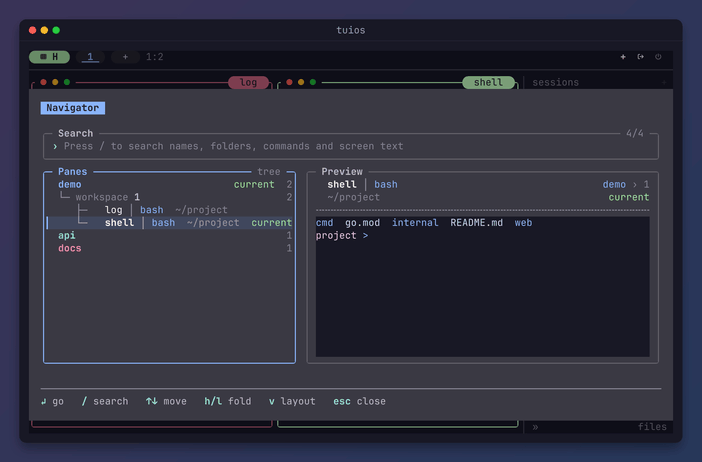 tuios
H 1 + 1:2
log shell sessions
Navigator
Search 4/4
› Press / to search names, folders, commands and screen text
Panes tree
demo current 2
└─ workspace 1 2
├─ log │ bash ~/project
└─ shell │ bash ~/project current
api 1
docs 1
Preview
shell │ bash demo › 1
~/project current
cmd go.mod internal README.md web
project >
↲ go / search ↑↓ move h/l fold v layout esc close
» files